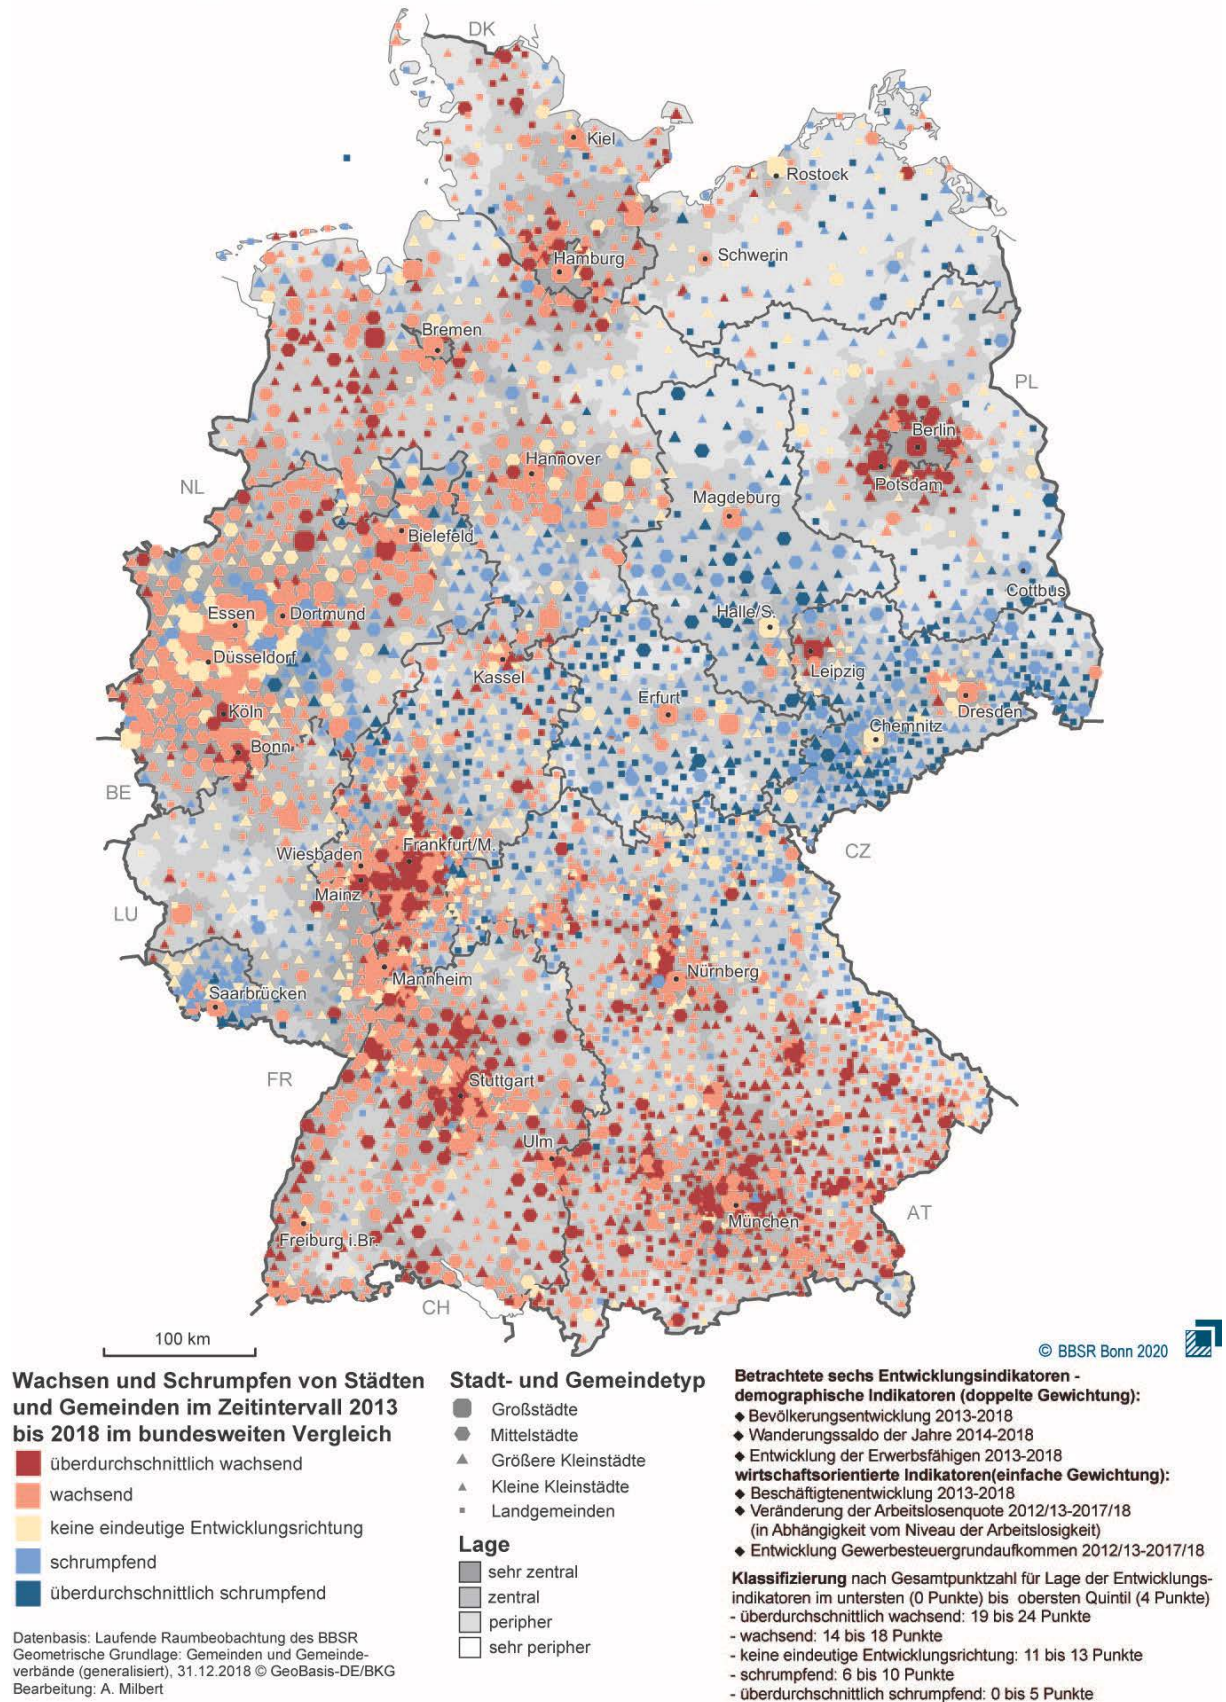 DK
Kiel
Rostock
Hamburg
Schwerin
Bremen
PL
Berlin
Hannover
Potsdam
NL
Magdeburg
Bielefeld
Cottbus
Essen
Dortmund
Halle/S.
Düsseldorf
Leipzig
Kassel
Erfurt
Köln
Dresden
Chemnitz
Bonn
BE
Wiesbaden
Frankfurt/M.
CZ
Mainz
LU
Mannheim
Nürnberg
Saarbrücken
FR
Stuttgart
Ulm
München
AT
Freiburg i.Br.
CH
100 km
© BBSR Bonn 2020
Wachsen und Schrumpfen von Städten
und Gemeinden im Zeitintervall 2013
bis 2018 im bundesweiten Vergleich
überdurchschnittlich wachsend
wachsend
keine eindeutige Entwicklungsrichtung
schrumpfend
überdurchschnittlich schrumpfend
Datenbasis: Laufende Raumbeobachtung des BBSR
Geometrische Grundlage: Gemeinden und Gemeinde-
verbände (generalisiert), 31.12.2018 © GeoBasis-DE/BKG
Bearbeitung: A. Milbert
Stadt- und Gemeindetyp
Großstädte
Mittelstädte
Größere Kleinstädte
Kleine Kleinstädte
Landgemeinden
Lage
sehr zentral
zentral
peripher
sehr peripher
Betrachtete sechs Entwicklungsindikatoren -
demographische Indikatoren (doppelte Gewichtung):
◆ Bevölkerungsentwicklung 2013-2018
◆ Wanderungssaldo der Jahre 2014-2018
◆ Entwicklung der Erwerbsfähigen 2013-2018
wirtschaftsorientierte Indikatoren(einfache Gewichtung):
◆ Beschäftigtenentwicklung 2013-2018
◆ Veränderung der Arbeitslosenquote 2012/13-2017/18
(in Abhängigkeit vom Niveau der Arbeitslosigkeit)
◆ Entwicklung Gewerbesteuergrundaufkommen 2012/13-2017/18
Klassifizierung nach Gesamtpunktzahl für Lage der Entwicklungs-
indikatoren im untersten (0 Punkte) bis obersten Quintil (4 Punkte)
- überdurchschnittlich wachsend: 19 bis 24 Punkte
- wachsend: 14 bis 18 Punkte
- keine eindeutige Entwicklungsrichtung: 11 bis 13 Punkte
- schrumpfend: 6 bis 10 Punkte
- überdurchschnittlich schrumpfend: 0 bis 5 Punkte